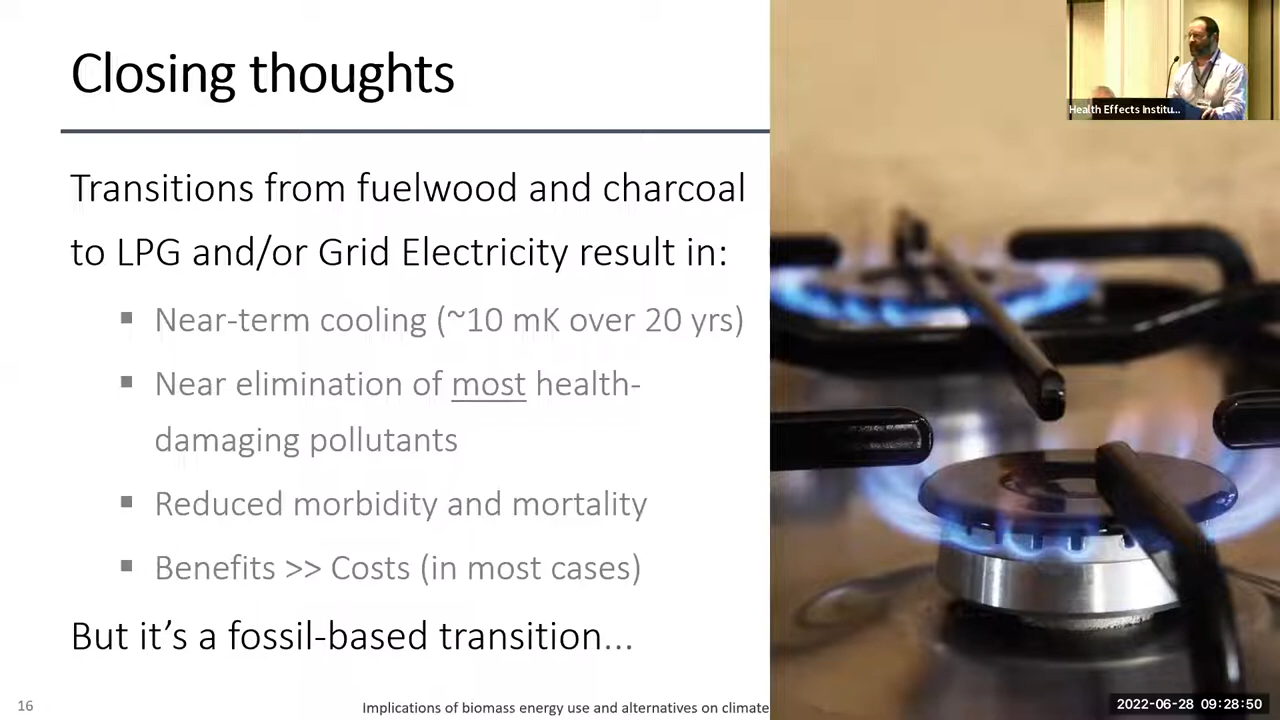 Closing thoughts
Health Effects Institu...
Transitions from fuelwood and charcoal
to LPG and/or Grid Electricity result in:
▪ Near-term cooling (~10 mK over 20 yrs)
▪ Near elimination of most health-
damaging pollutants
▪ Reduced morbidity and mortality
▪ Benefits >> Costs (in most cases)
But it’s a fossil-based transition...
16
Implications of biomass energy use and alternatives on climate
2022-06-28 09:28:50